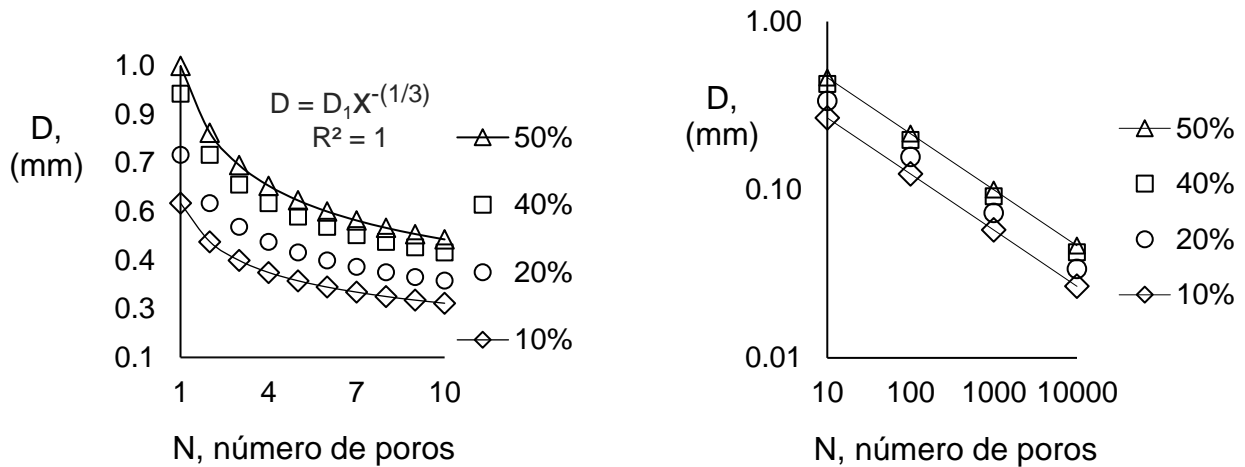 1.0
0.9
0.7
0.6
0.4
0.3
0.1
D,
(mm)
D = D₁X⁻⁽¹/³⁾
R² = 1
50%
40%
20%
10%
1 4 7 10
N, número de poros
1.00
0.10
0.01
D,
(mm)
50%
40%
20%
10%
10 100 1000 10000
N, número de poros